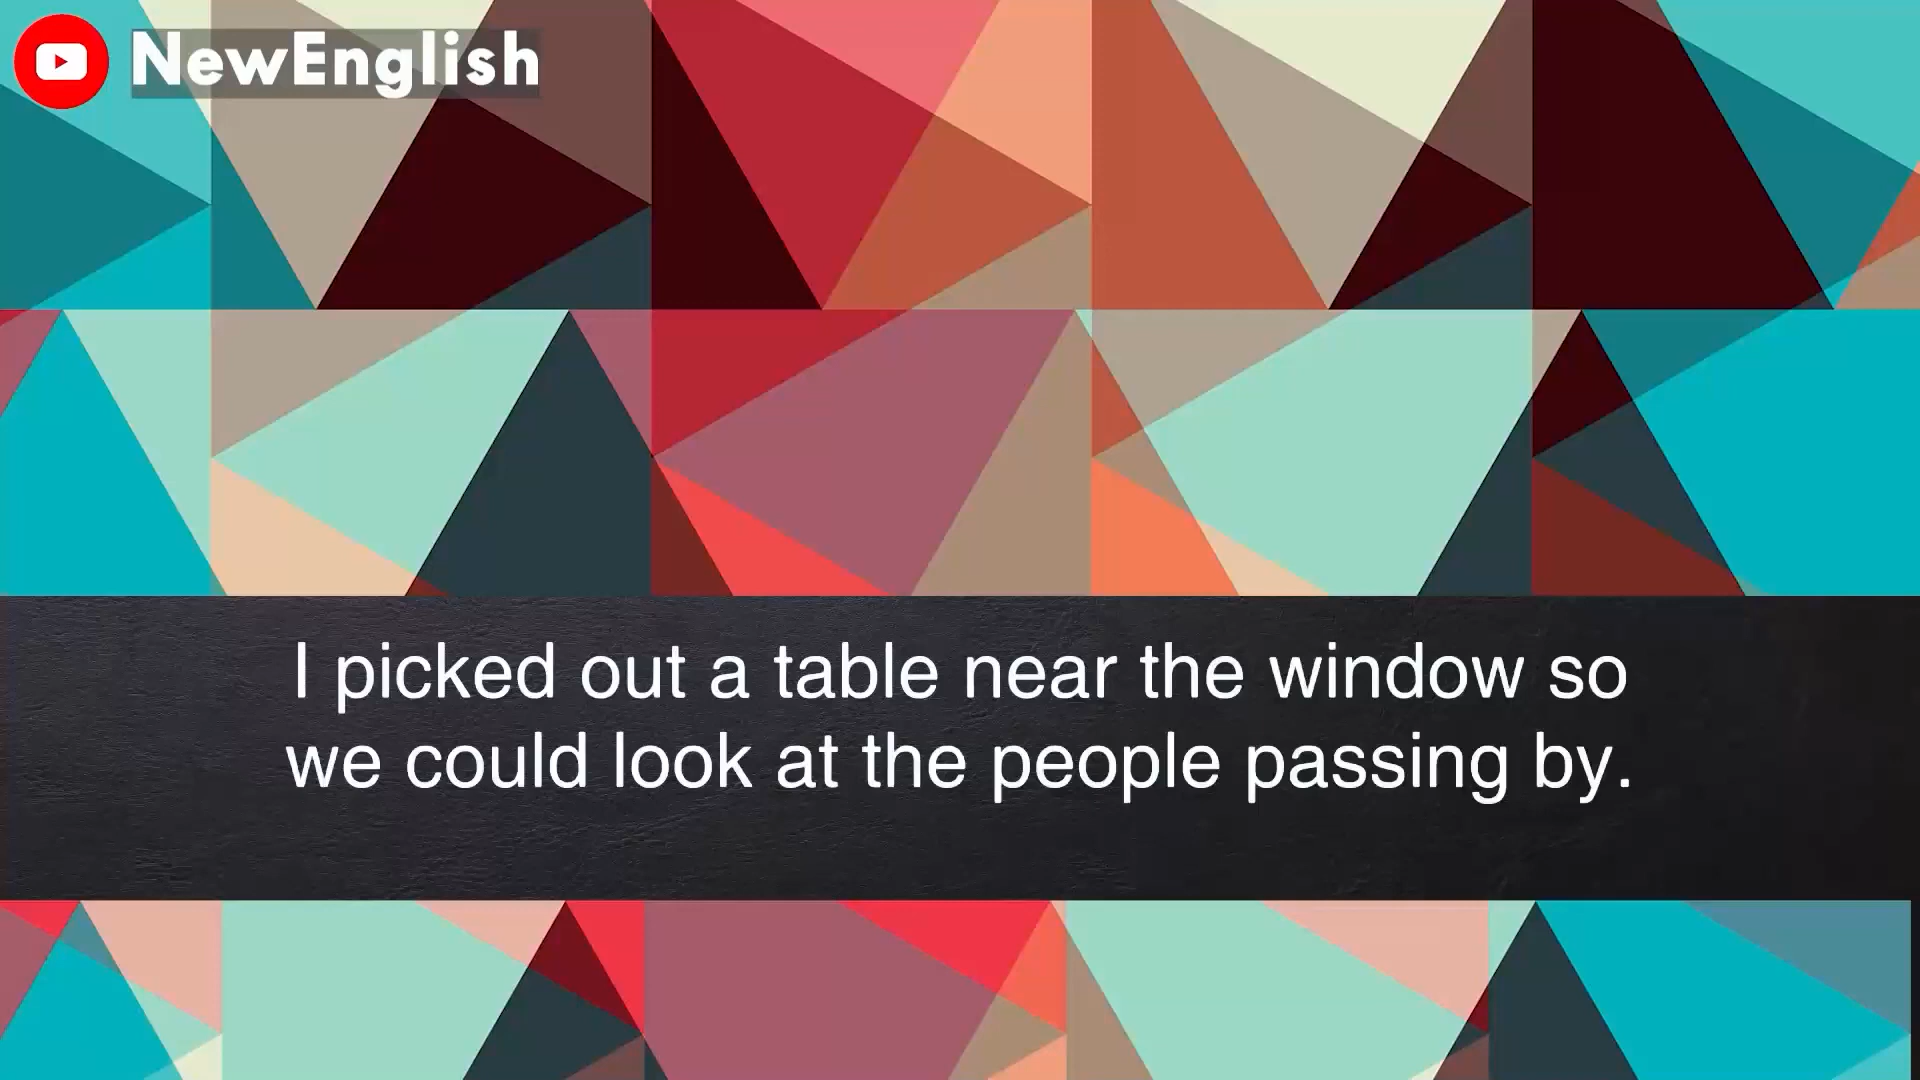 NewEnglish
I picked out a table near the window so
we could look at the people passing by.